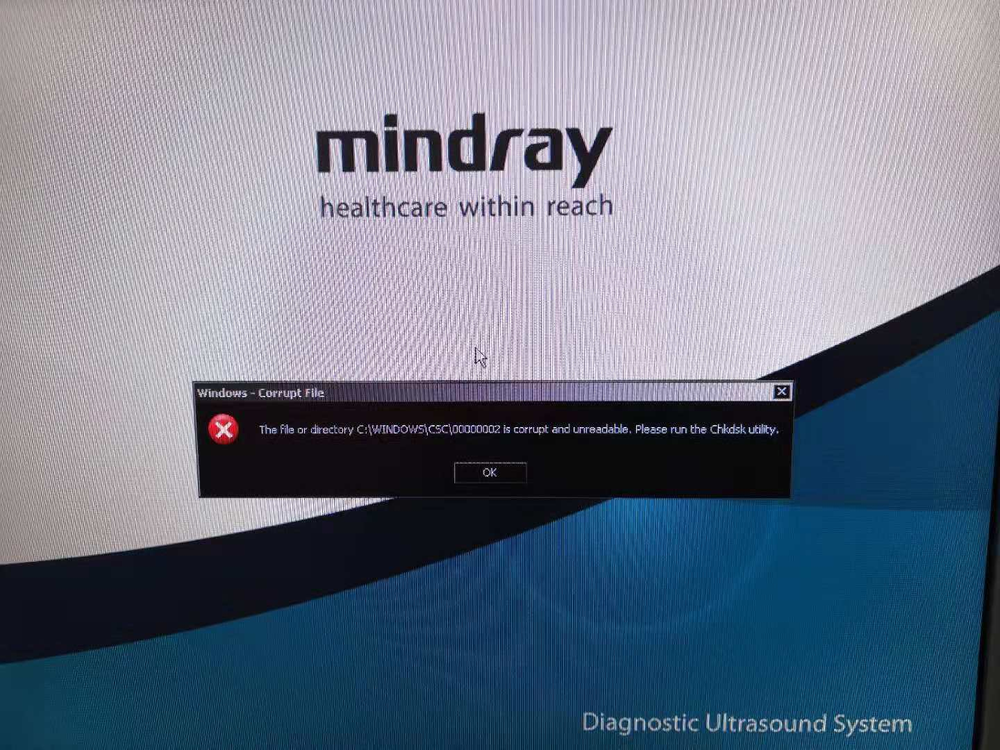 mindray
healthcare within reach
Windows - Corrupt File
The file or directory C:\WINDOWS\CSC\00000002 is corrupt and unreadable. Please run the Chkdsk utility.
OK
Diagnostic Ultrasound System